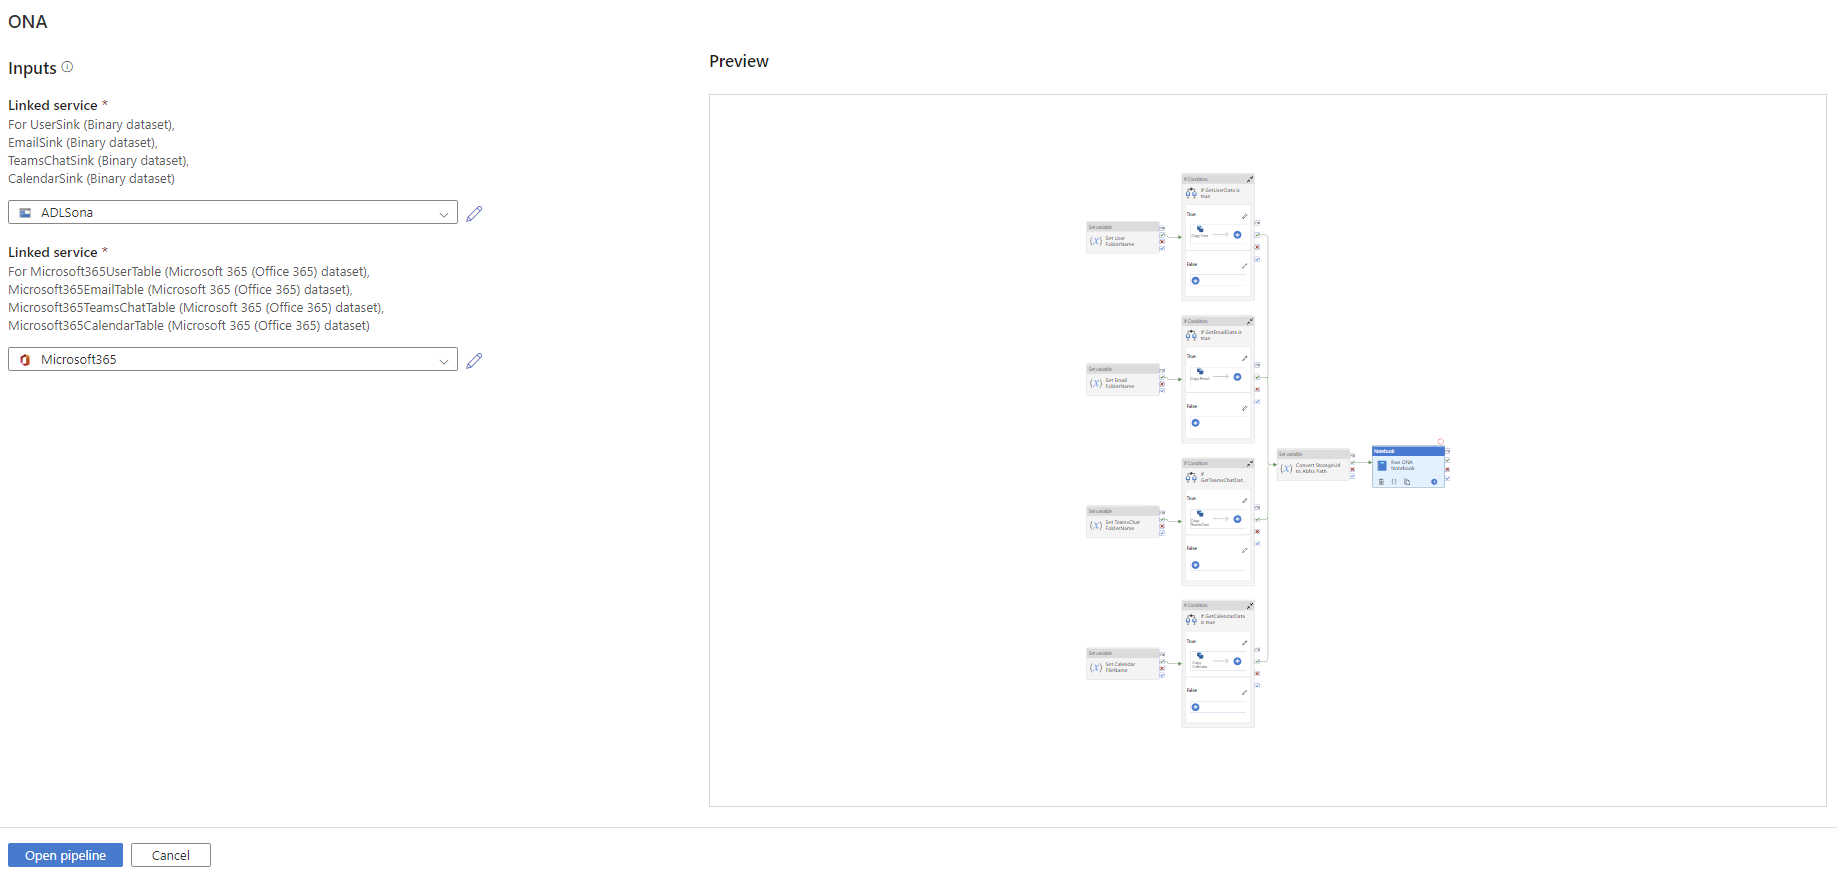 ONA
Inputs
Linked service *
For UserSink (Binary dataset),
EmailSink (Binary dataset),
TeamsChatSink (Binary dataset),
CalendarSink (Binary dataset)
ADLSona
Linked service *
For Microsoft365UserTable (Microsoft 365 (Office 365) dataset),
Microsoft365EmailTable (Microsoft 365 (Office 365) dataset),
Microsoft365TeamsChatTable (Microsoft 365 (Office 365) dataset),
Microsoft365CalendarTable (Microsoft 365 (Office 365) dataset)
Microsoft365
Preview
Set variable
(x) Set User
FolderName
If Condition
If GetUserData is
true
True
Copy User
False
Set variable
(x) Set Email
FolderName
If Condition
If GetEmailData is
true
True
Copy Email
False
Set variable
(x) Set TeamsChat
FolderName
If Condition
If
GetTeamsChatDat...
True
Copy
TeamsChat
False
Set variable
(x) Set Calendar
FileName
If Condition
If GetCalendarData
is true
True
Copy
Calendar
False
Set variable
(x) Convert StorageUrl
to Abfss Path
Notebook
Run ONA
Notebook
Open pipeline
Cancel